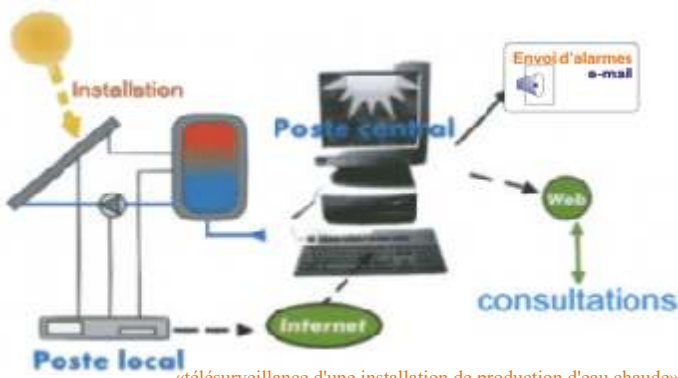 Installation
Envoi d'alarmes
e-mail
Poste central
Web
consultations
Internet
Poste local
«télésurveillance d'une installation de production d'eau chaude»